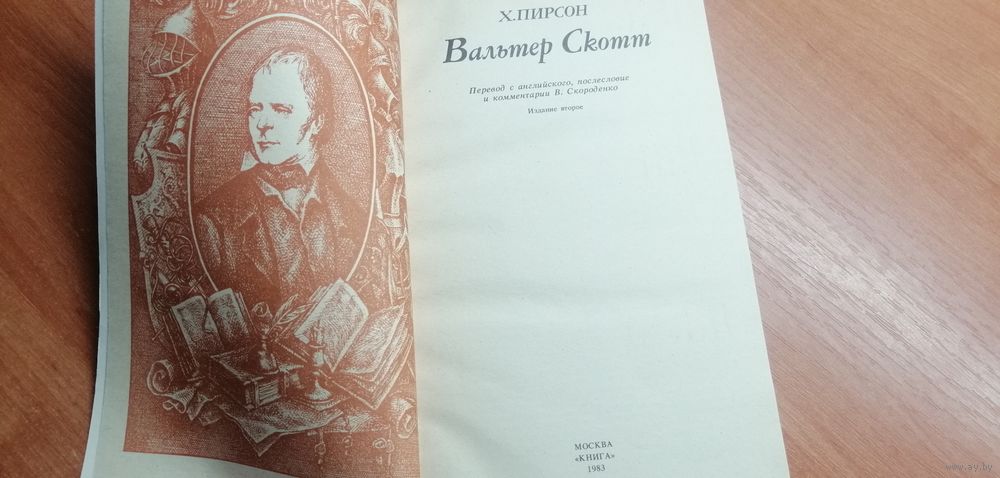 Х.ПИРСОН
Вальтер Скотт
Перевод с английского, послесловие
и комментарии В. Скороденко
Издание второе
МОСКВА
«КНИГА»
1983
www.ay.by